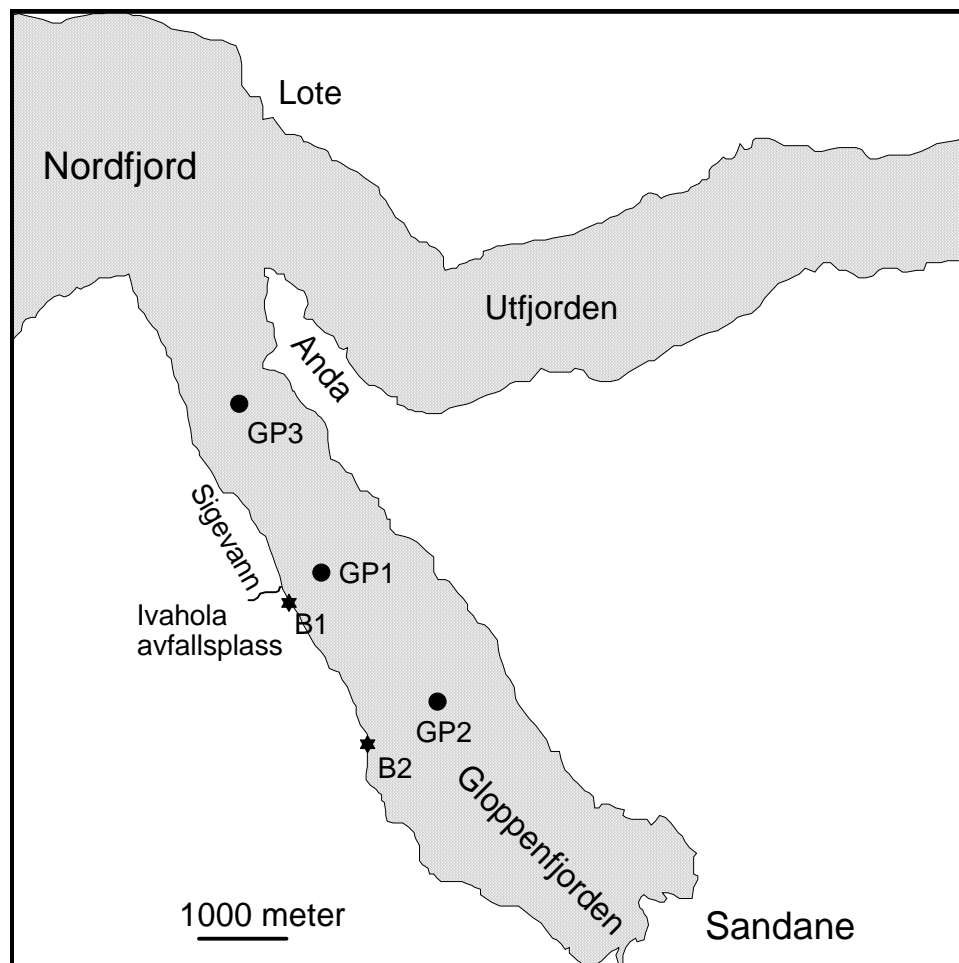 Lote
Nordfjord
Utfjorden
Anda
GP3
Sigevann
GP1
Ivahola
avfallsplass
B1
GP2
B2
Gloppenfjorden
1000 meter
Sandane